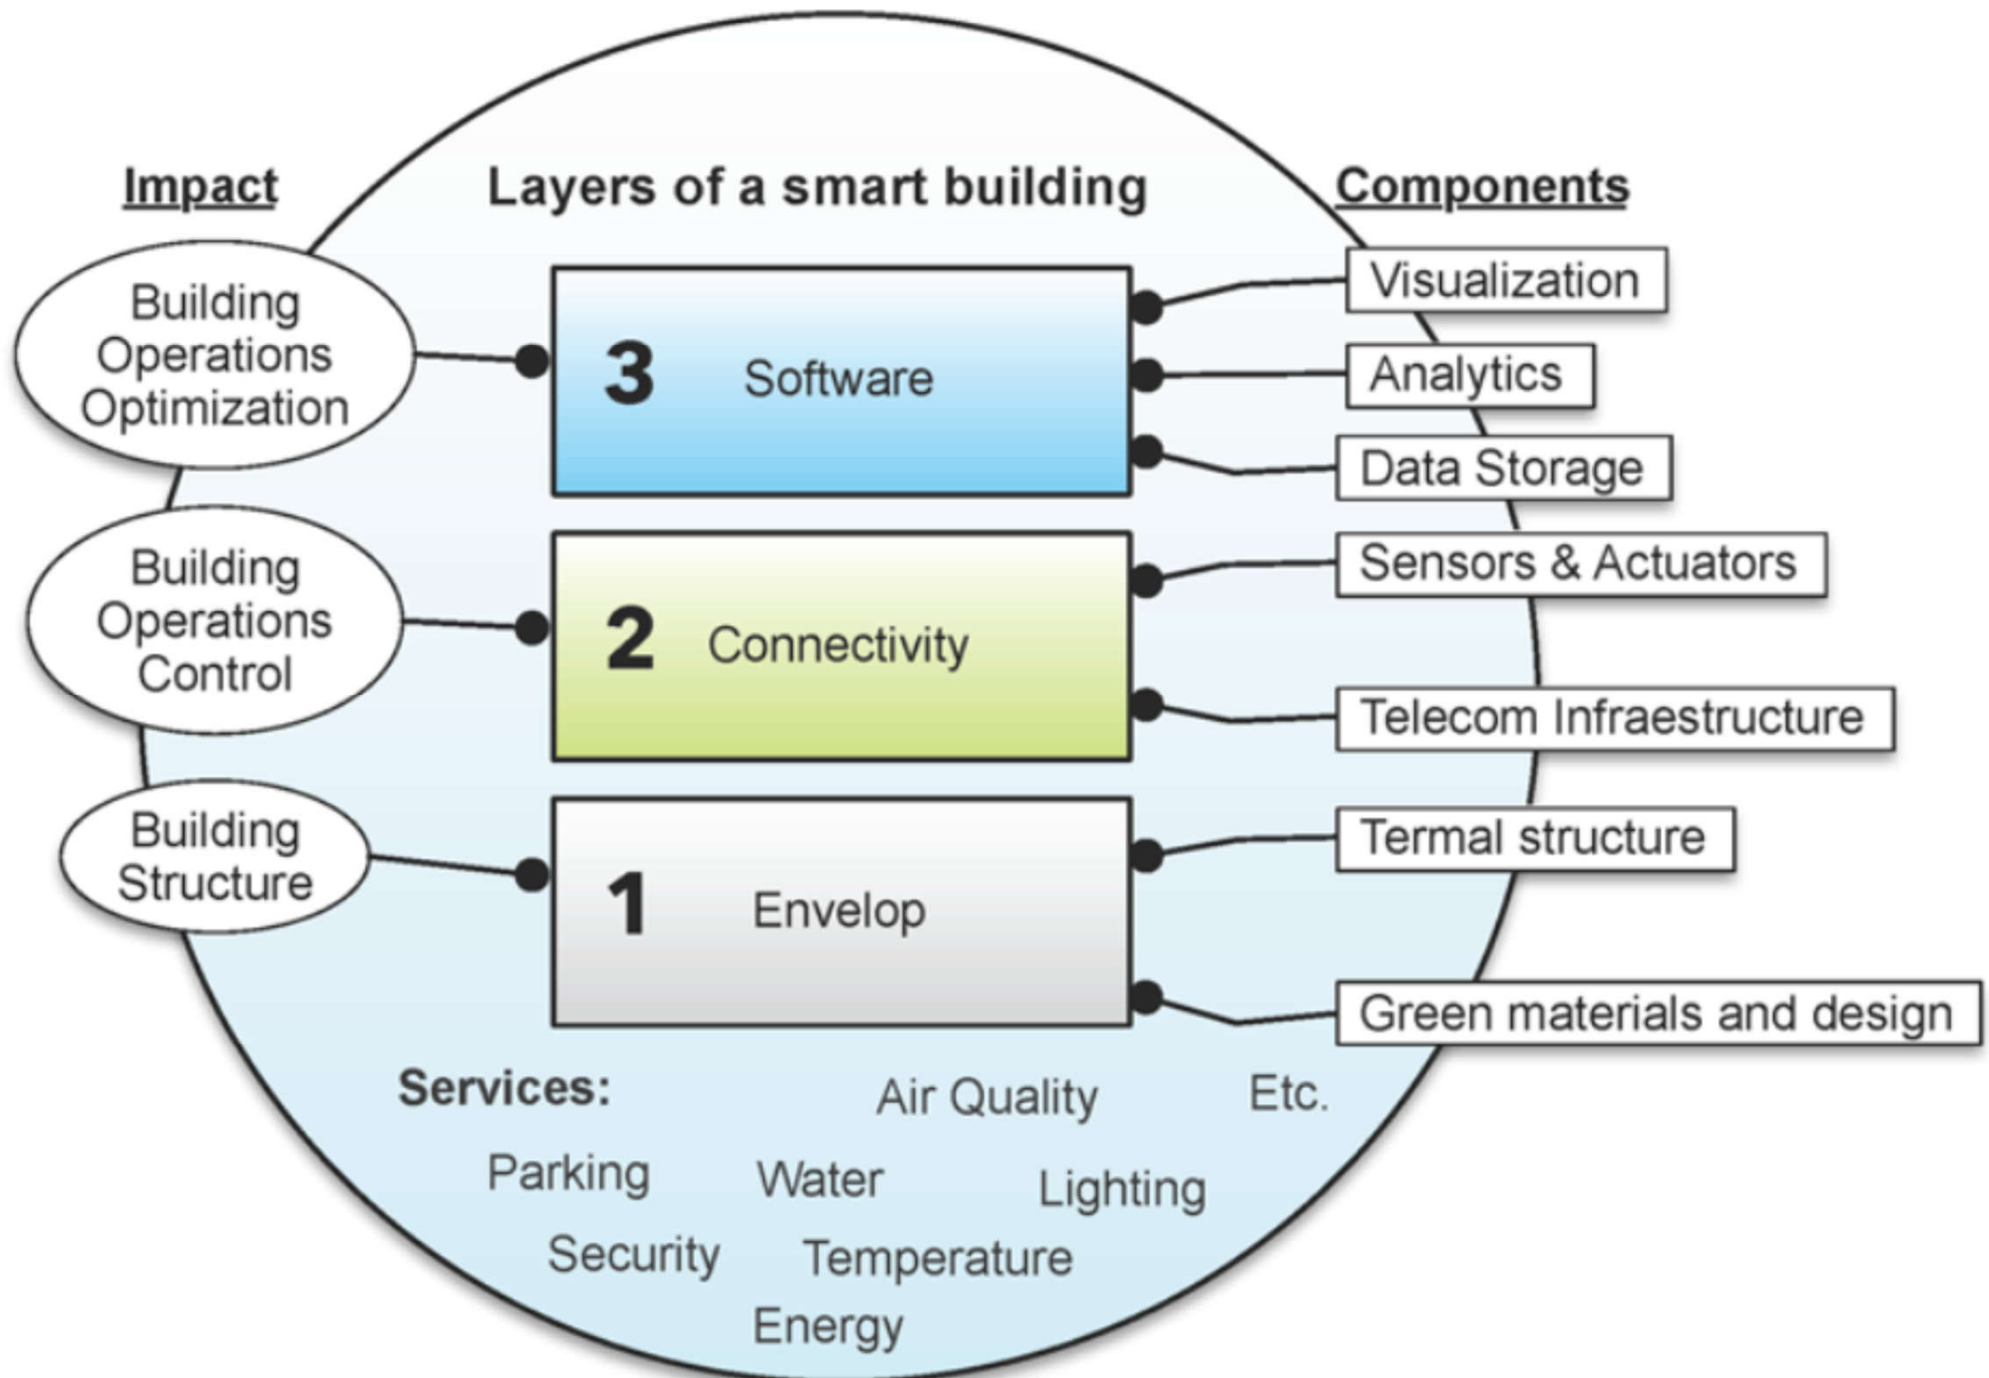 Impact
Layers of a smart building
Components
Building
Operations
Optimization
3 Software
Visualization
Analytics
Data Storage
Building
Operations
Control
2 Connectivity
Sensors & Actuators
Telecom Infraestructure
Building
Structure
1 Envelop
Termal structure
Green materials and design
Services:
Air Quality
Etc.
Parking
Water
Lighting
Security
Temperature
Energy